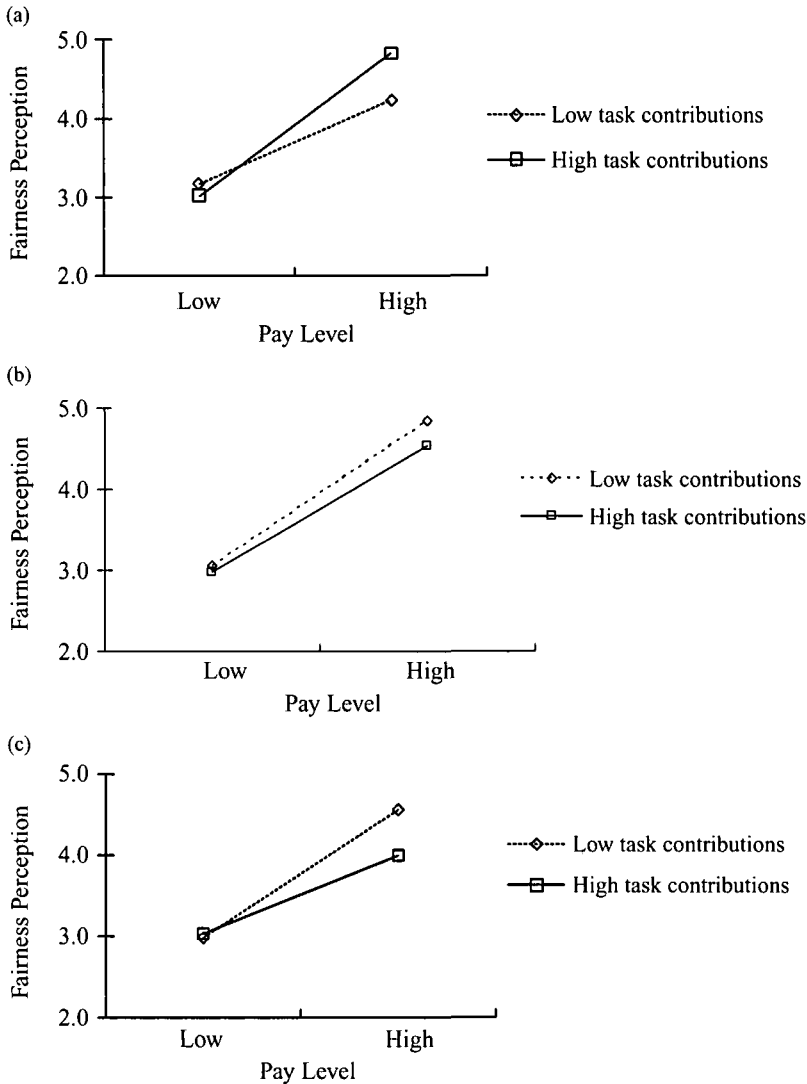 (a)
5.0
4.0
3.0
2.0
Fairness Perception
Low
High
Pay Level
Low task contributions
High task contributions
(b)
5.0
4.0
3.0
2.0
Fairness Perception
Low
High
Pay Level
Low task contributions
High task contributions
(c)
5.0
4.0
3.0
2.0
Fairness Perception
Low
High
Pay Level
Low task contributions
High task contributions